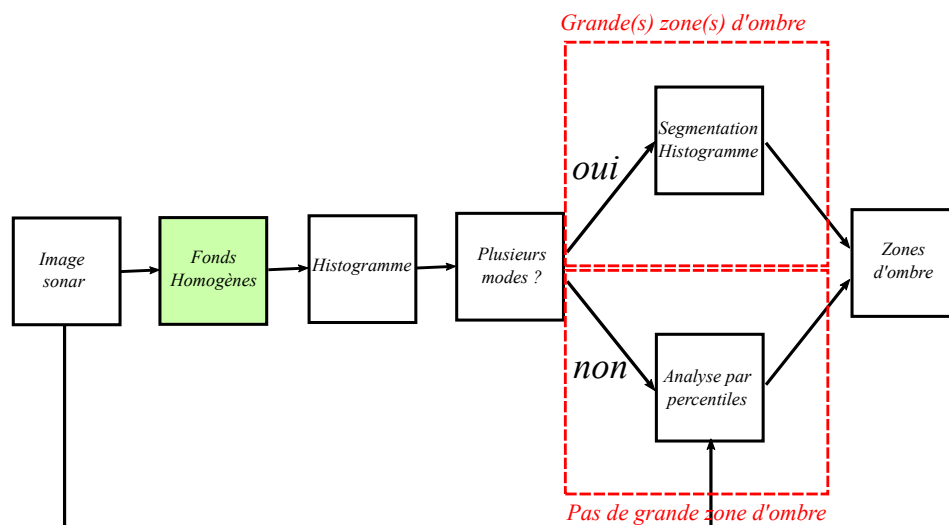 Grande(s) zone(s) d'ombre
Segmentation
Histogramme
oui
Image
sonar
Fonds
Homogènes
Histogramme
Plusieurs
modes ?
Zones
d'ombre
non
Analyse par
percentiles
Pas de grande zone d'ombre